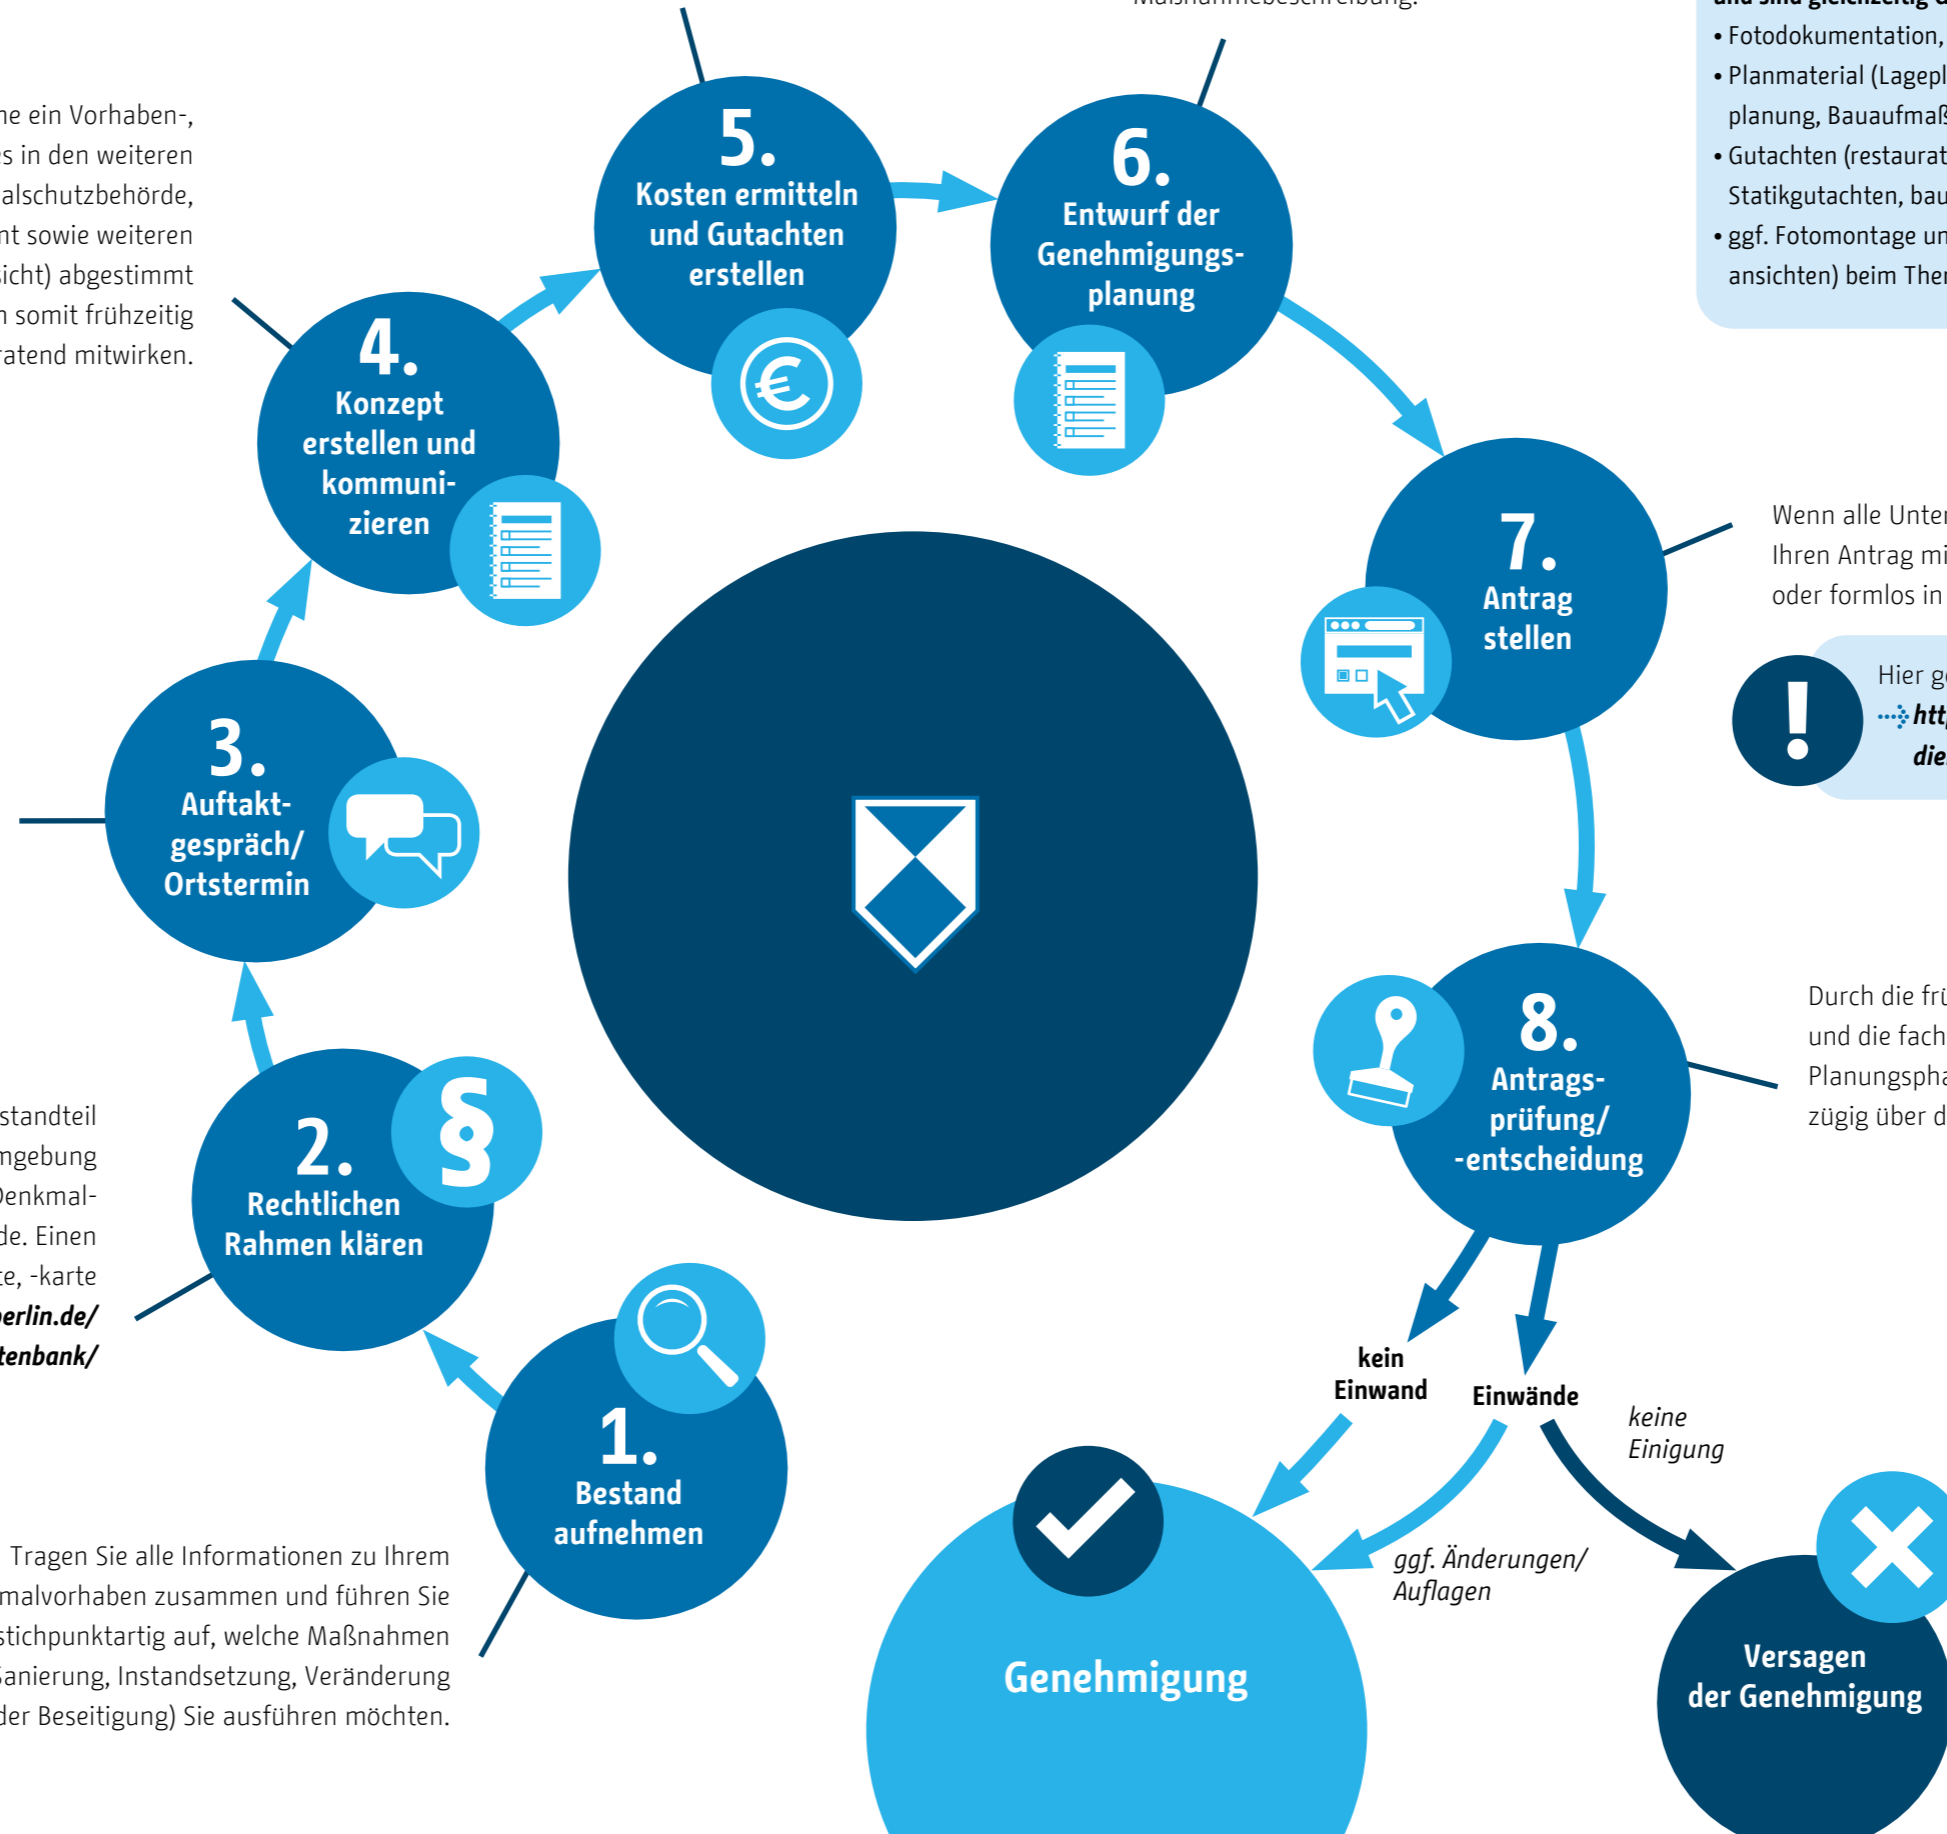 Maßnahmebeschreibung.
• Fotodokumentation,
• Planmaterial (Lagepl
planung, Bauaufmaß
• Gutachten (restaurat
Statikgutachten, bau
• ggf. Fotomontage un
ansichten) beim Ther
ne ein Vorhaben-,
es in den weiteren
alschutzbehörde,
nt sowie weiteren
sicht) abgestimmt
n somit frühzeitig
ratend mitwirken.
5.
Kosten ermitteln
und Gutachten
erstellen
6.
Entwurf der
Genehmigungs-
planung
4.
Konzept
erstellen und
kommuni-
zieren
7.
Antrag
stellen
Wenn alle Unter
Ihren Antrag mi
oder formlos in
!
Hier ge
htt
die
3.
Auftakt-
gespräch/
Ortstermin
8.
Antrags-
prüfung/
-entscheidung
Durch die frü
und die fach
Planungspha
zügig über d
standteil
mgebung
Denkmal-
de. Einen
te, -karte
berlin.de/
tenbank/
2.
Rechtlichen
Rahmen klären
§
1.
Bestand
aufnehmen
Tragen Sie alle Informationen zu Ihrem
malvorhaben zusammen und führen Sie
stichpunktartig auf, welche Maßnahmen
Sanierung, Instandsetzung, Veränderung
der Beseitigung) Sie ausführen möchten.
kein
Einwand
Einwände
keine
Einigung
ggf. Änderungen/
Auflagen
Genehmigung
Versagen
der Genehmigung
€